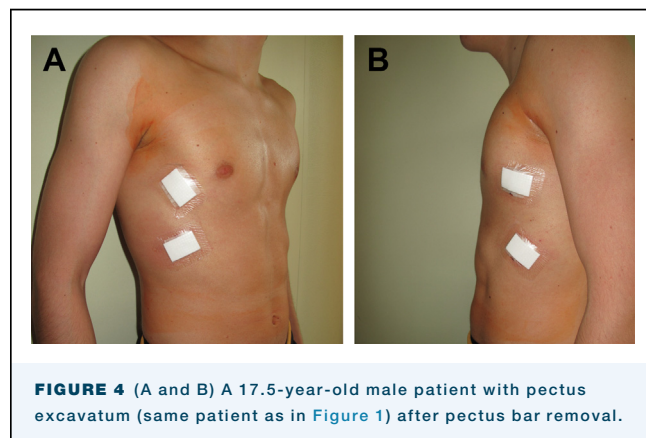 A
B
FIGURE 4 (A and B) A 17.5-year-old male patient with pectus
excavatum (same patient as in Figure 1) after pectus bar removal.